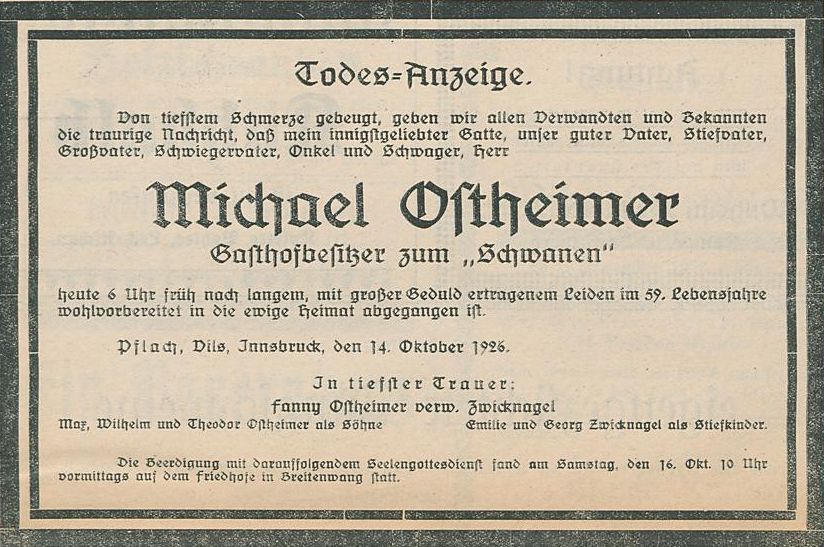 Todes-Anzeige.
Von tiefstem Schmerze gebeugt, geben wir allen Verwandten und Bekannten
die traurige Nachricht, daß mein innigstgeliebter Gatte, unser guter Vater, Stiefvater,
Großvater, Schwiegervater, Onkel und Schwager, Herr
Michael Ostheimer
Gasthofbesitzer zum „Schwanen“
heute 6 Uhr früh nach langem, mit großer Geduld ertragenem Leiden im 59. Lebensjahre
wohlvorbereitet in die ewige Heimat abgegangen ist.
Pflach, Vils, Innsbruck, den 14. Oktober 1926.
In tiefster Trauer:
Fanny Ostheimer verw. Zwicknagel
Max, Wilhelm und Theodor Ostheimer als Söhne Emilie und Georg Zwicknagel als Stiefkinder.
Die Beerdigung mit darauffolgendem Seelengottesdienst fand am Samstag, den 16. Okt. 10 Uhr
vormittags auf dem Friedhofe in Breitenwang statt.